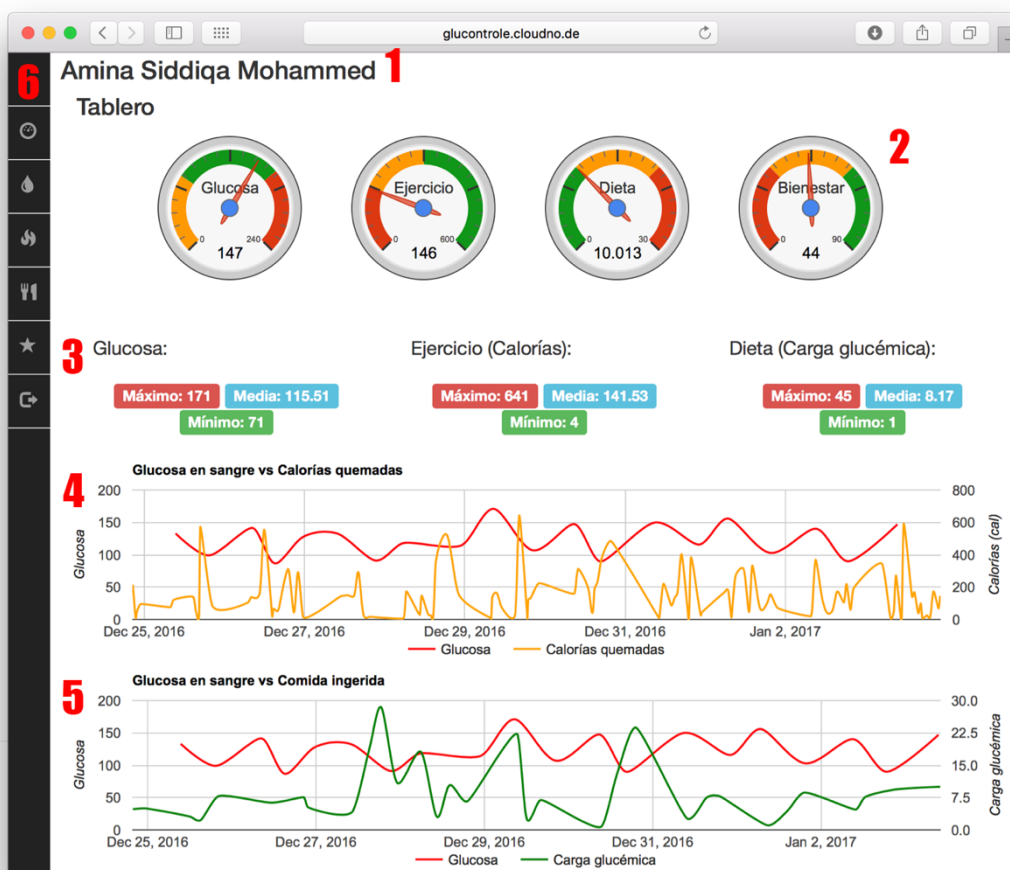 glucontrole.cloudno.de
6
Amina Siddiqa Mohammed 1
Tablero
2
Glucosa Ejercicio Dieta Bienestar
0 240 0 600 0 30 0 90
147 146 10.013 44
3 Glucosa: Ejercicio (Calorías): Dieta (Carga glucémica):
Máximo: 171 Media: 115.51 Máximo: 641 Media: 141.53 Máximo: 45 Media: 8.17
Mínimo: 71 Mínimo: 4 Mínimo: 1
4
Glucosa en sangre vs Calorías quemadas
200 800
150 600
100 400
50 200
0 0
Glucosa
Calorías (cal)
Dec 25, 2016 Dec 27, 2016 Dec 29, 2016 Dec 31, 2016 Jan 2, 2017
Glucosa Calorías quemadas
5
Glucosa en sangre vs Comida ingerida
200 30.0
150 22.5
100 15.0
50 7.5
0 0.0
Glucosa
Carga glucémica
Dec 25, 2016 Dec 27, 2016 Dec 29, 2016 Dec 31, 2016 Jan 2, 2017
Glucosa Carga glucémica